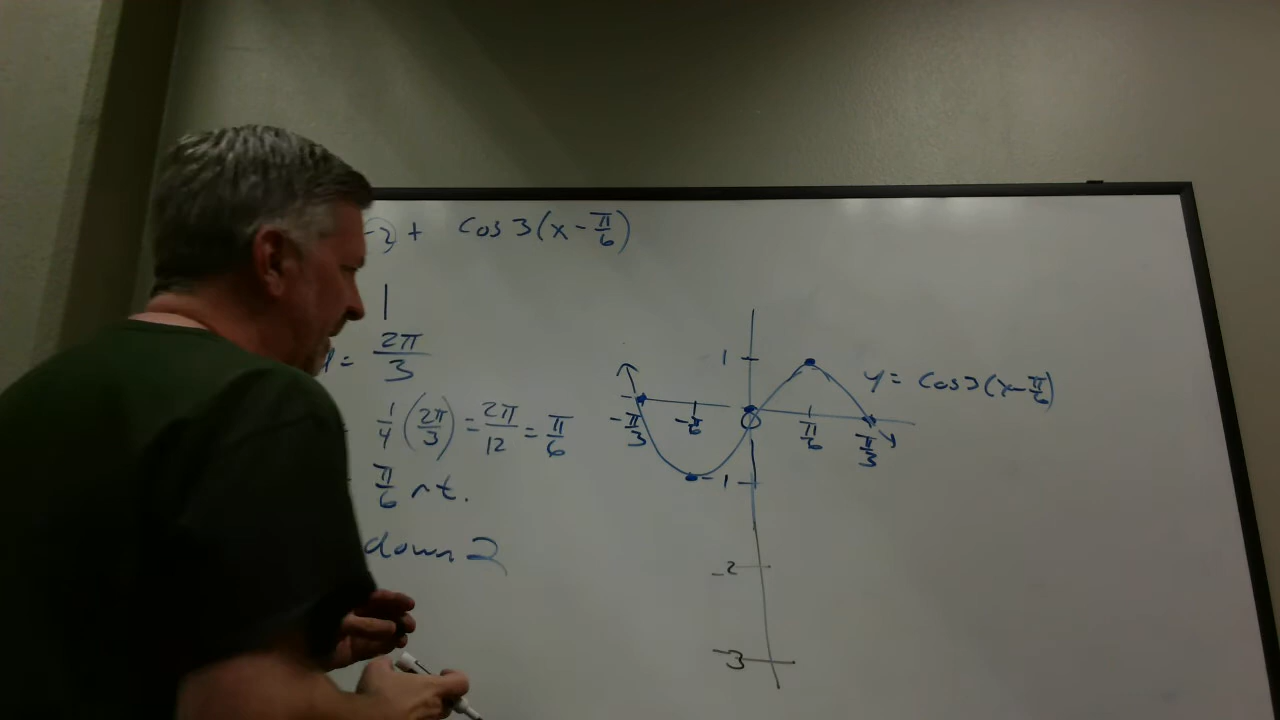 -2 + cos 3(x - π/6)
1
= 2π/3
1/4 (2π/3) = 2π/12 = π/6
π/6 rt.
down 2
1
y = cos 3(x - π/6)
-π/3 -π/6 π/6 π/3
-1
-2
-3